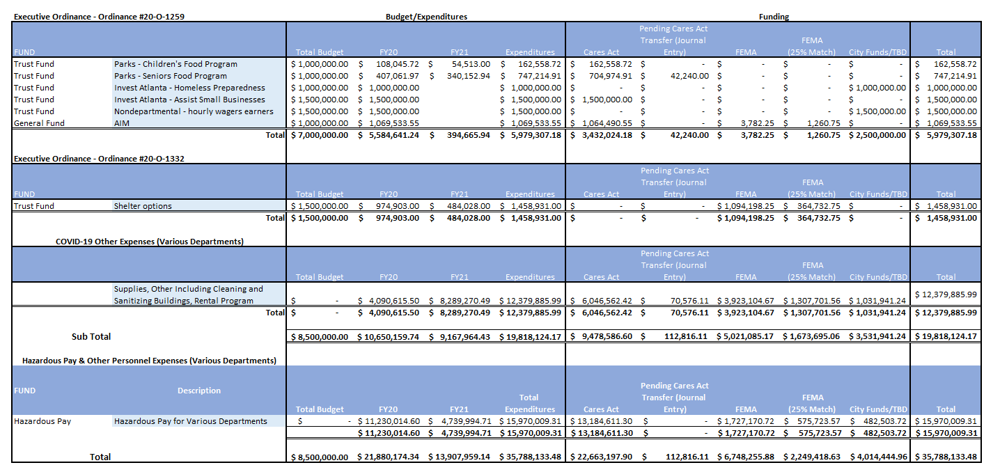 Executive Ordinance - Ordinance #20-O-1259 Budget/Expenditures Funding
Pending Cares Act
Transfer (Journal FEMA
FUND Total Budget FY20 FY21 Expenditures Cares Act Entry) FEMA (25% Match) City Funds/TBD Total
Trust Fund Parks - Children's Food Program $ 1,000,000.00 $ 108,045.72 $ 54,513.00 $ 162,558.72 $ 162,558.72 $ - $ - $ - $ - $ 162,558.72
Trust Fund Parks - Seniors Food Program $ 1,000,000.00 $ 407,061.97 $ 340,152.94 $ 747,214.91 $ 704,974.91 $ 42,240.00 $ - $ - $ - $ 747,214.91
Trust Fund Invest Atlanta - Homeless Preparedness $ 1,000,000.00 $ 1,000,000.00 $ 1,000,000.00 $ - $ - $ - $ - $ 1,000,000.00 $ 1,000,000.00
Trust Fund Invest Atlanta - Assist Small Businesses $ 1,500,000.00 $ 1,500,000.00 $ 1,500,000.00 $ 1,500,000.00 $ - $ - $ - $ - $ 1,500,000.00
Trust Fund Nondepartmental - hourly wagers earners $ 1,500,000.00 $ 1,500,000.00 $ 1,500,000.00 $ - $ - $ - $ - $ 1,500,000.00 $ 1,500,000.00
General Fund AIM $ 1,000,000.00 $ 1,069,533.55 $ 1,069,533.55 $ 1,064,490.55 $ - $ 3,782.25 $ 1,260.75 $ - $ 1,069,533.55
Total $ 7,000,000.00 $ 5,584,641.24 $ 394,665.94 $ 5,979,307.18 $ 3,432,024.18 $ 42,240.00 $ 3,782.25 $ 1,260.75 $ 2,500,000.00 $ 5,979,307.18
Executive Ordinance - Ordinance #20-O-1332
Pending Cares Act
Transfer (Journal FEMA
FUND Total Budget FY20 FY21 Expenditures Cares Act Entry) FEMA (25% Match) City Funds/TBD Total
Trust Fund Shelter options $ 1,500,000.00 $ 974,903.00 $ 484,028.00 $ 1,458,931.00 $ - $ - $ 1,094,198.25 $ 364,732.75 $ - $ 1,458,931.00
Total $ 1,500,000.00 $ 974,903.00 $ 484,028.00 $ 1,458,931.00 $ - $ - $ 1,094,198.25 $ 364,732.75 $ - $ 1,458,931.00
COVID-19 Other Expenses (Various Departments)
Pending Cares Act
Transfer (Journal FEMA
Total Budget FY20 FY21 Expenditures Cares Act Entry) FEMA (25% Match) City Funds/TBD Total
Supplies, Other Including Cleaning and
Sanitizing Buildings, Rental Program $ - $ 4,090,615.50 $ 8,289,270.49 $ 12,379,885.99 $ 6,046,562.42 $ 70,576.11 $ 3,923,104.67 $ 1,307,701.56 $ 1,031,941.24 $ 12,379,885.99
Total $ - $ 4,090,615.50 $ 8,289,270.49 $ 12,379,885.99 $ 6,046,562.42 $ 70,576.11 $ 3,923,104.67 $ 1,307,701.56 $ 1,031,941.24 $ 12,379,885.99
Sub Total $ 8,500,000.00 $ 10,650,159.74 $ 9,167,964.43 $ 19,818,124.17 $ 9,478,586.60 $ 112,816.11 $ 5,021,085.17 $ 1,673,695.06 $ 3,531,941.24 $ 19,818,124.17
Hazardous Pay & Other Personnel Expenses (Various Departments)
Pending Cares Act
FUND Description Total Transfer (Journal FEMA
Total Budget FY20 FY21 Expenditures Cares Act Entry) FEMA (25% Match) City Funds/TBD Total
Hazardous Pay Hazardous Pay for Various Departments $ - $ 11,230,014.60 $ 4,739,994.71 $ 15,970,009.31 $ 13,184,611.30 $ - $ 1,727,170.72 $ 575,723.57 $ 482,503.72 $ 15,970,009.31
$ 11,230,014.60 $ 4,739,994.71 $ 15,970,009.31 $ 13,184,611.30 $ - $ 1,727,170.72 $ 575,723.57 $ 482,503.72 $ 15,970,009.31
Total $ 8,500,000.00 $ 21,880,174.34 $ 13,907,959.14 $ 35,788,133.48 $ 22,663,197.90 $ 112,816.11 $ 6,748,255.88 $ 2,249,418.63 $ 4,014,444.96 $ 35,788,133.48